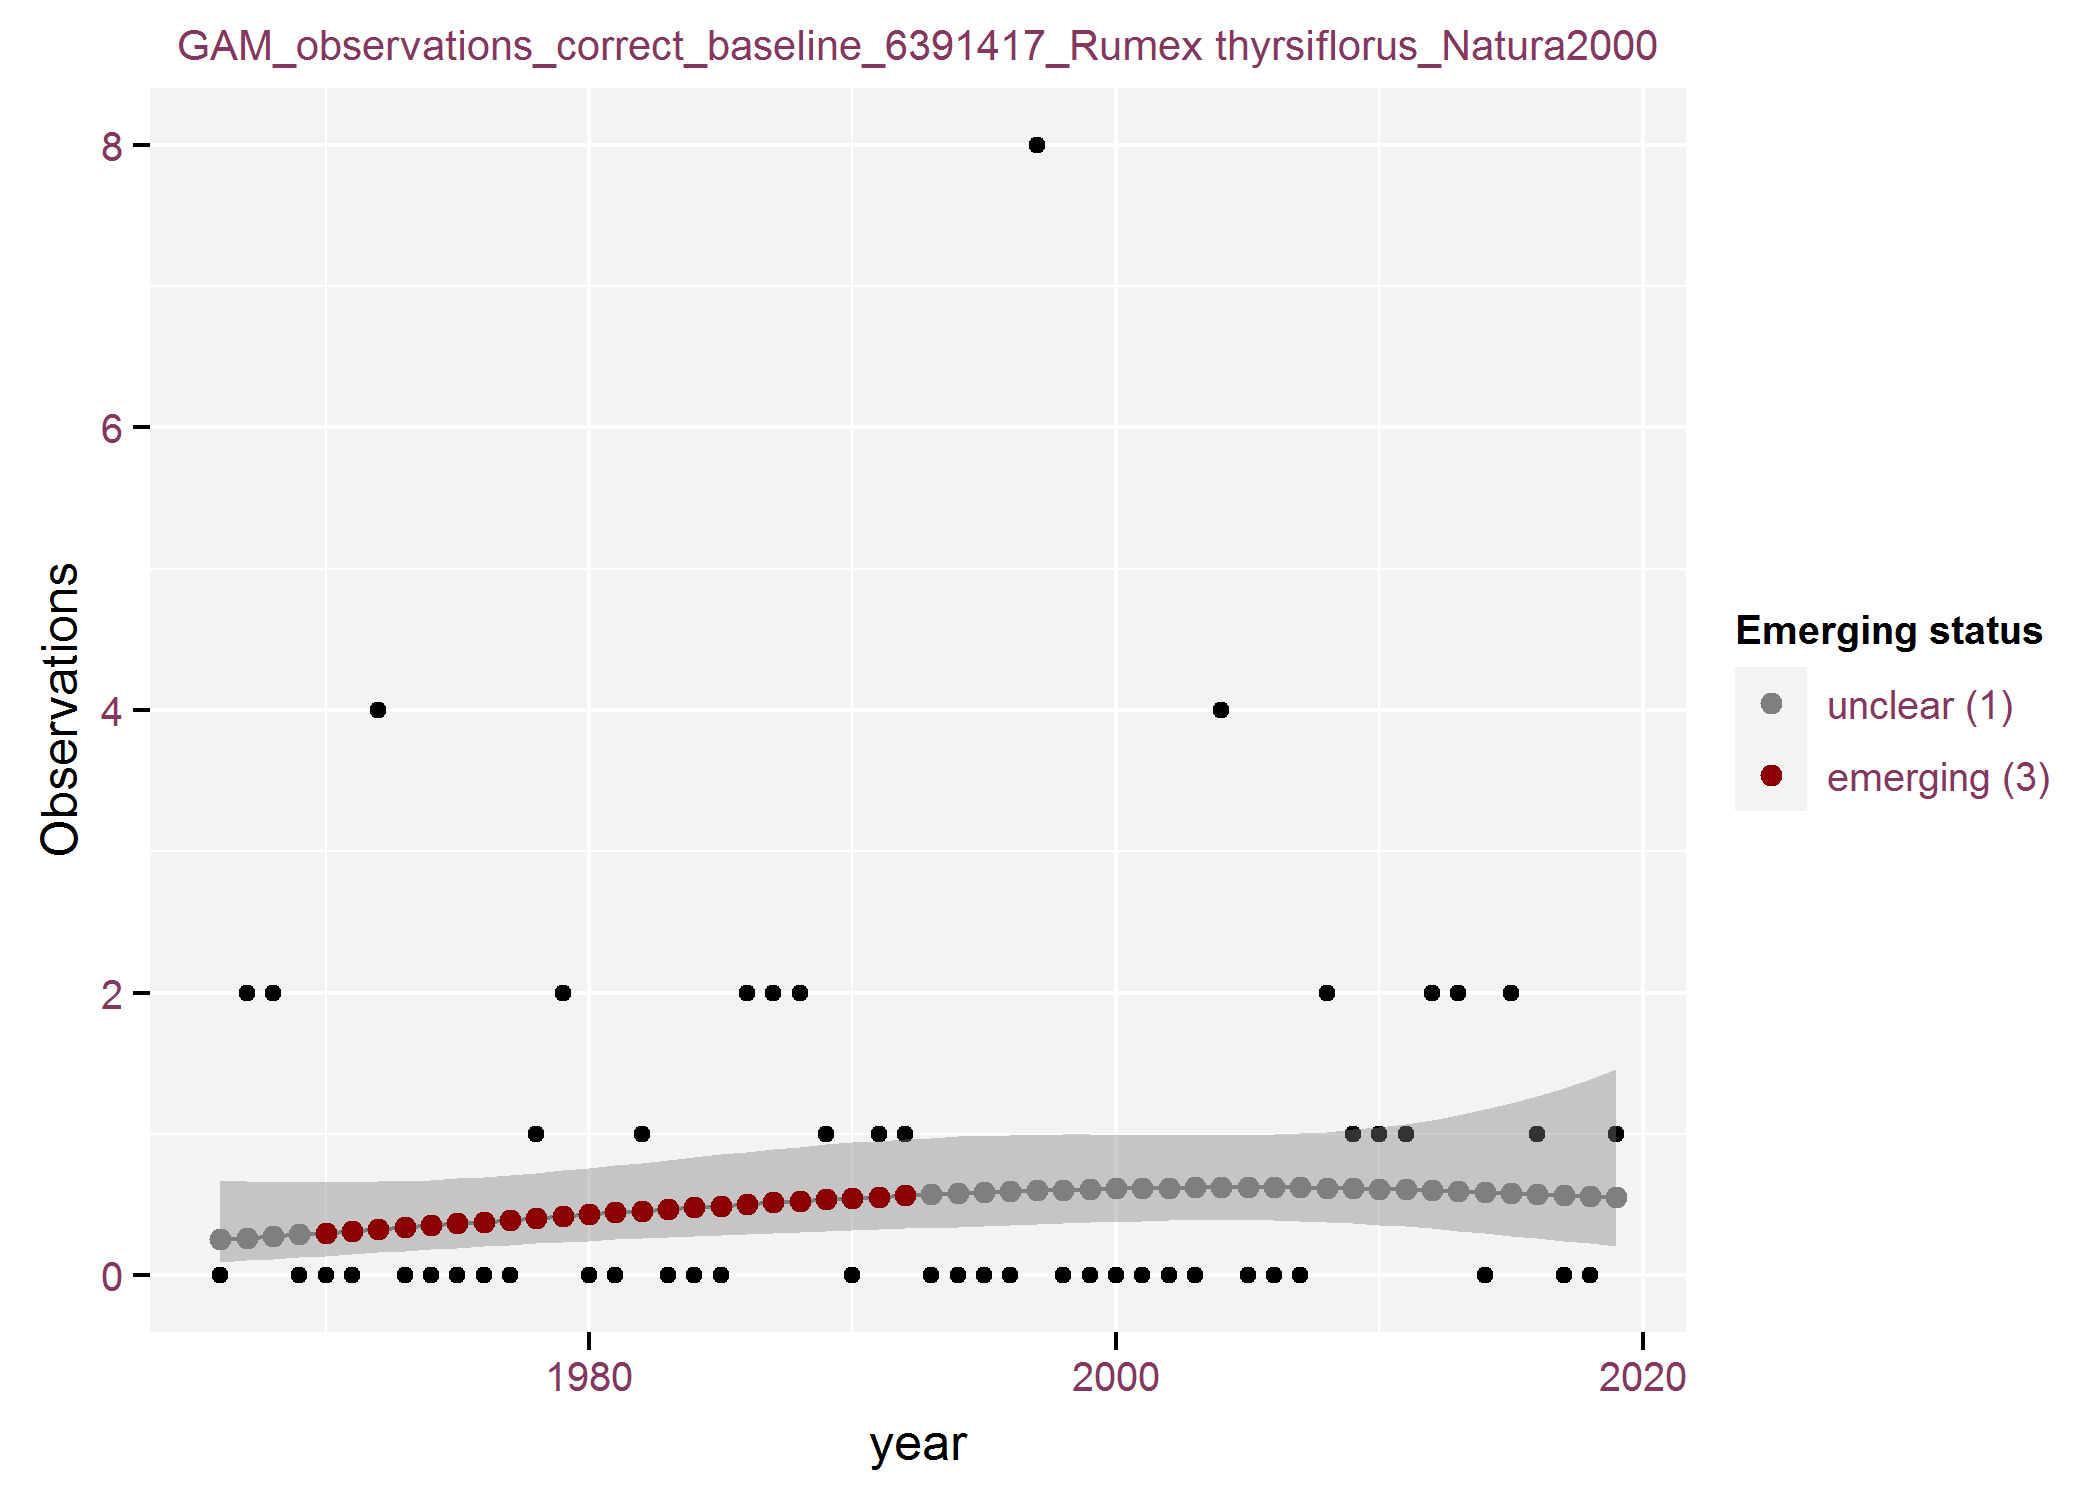 GAM_observations_correct_baseline_6391417_Rumex thyrsiflorus_Natura2000
8
6
4
2
0
Observations
1980
2000
2020
year
Emerging status
unclear (1)
emerging (3)